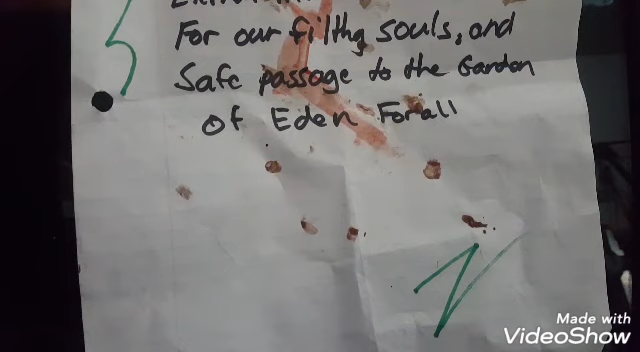 For our filthy souls, and
Safe passage to the Garden
of Eden For all
Made with
VideoShow